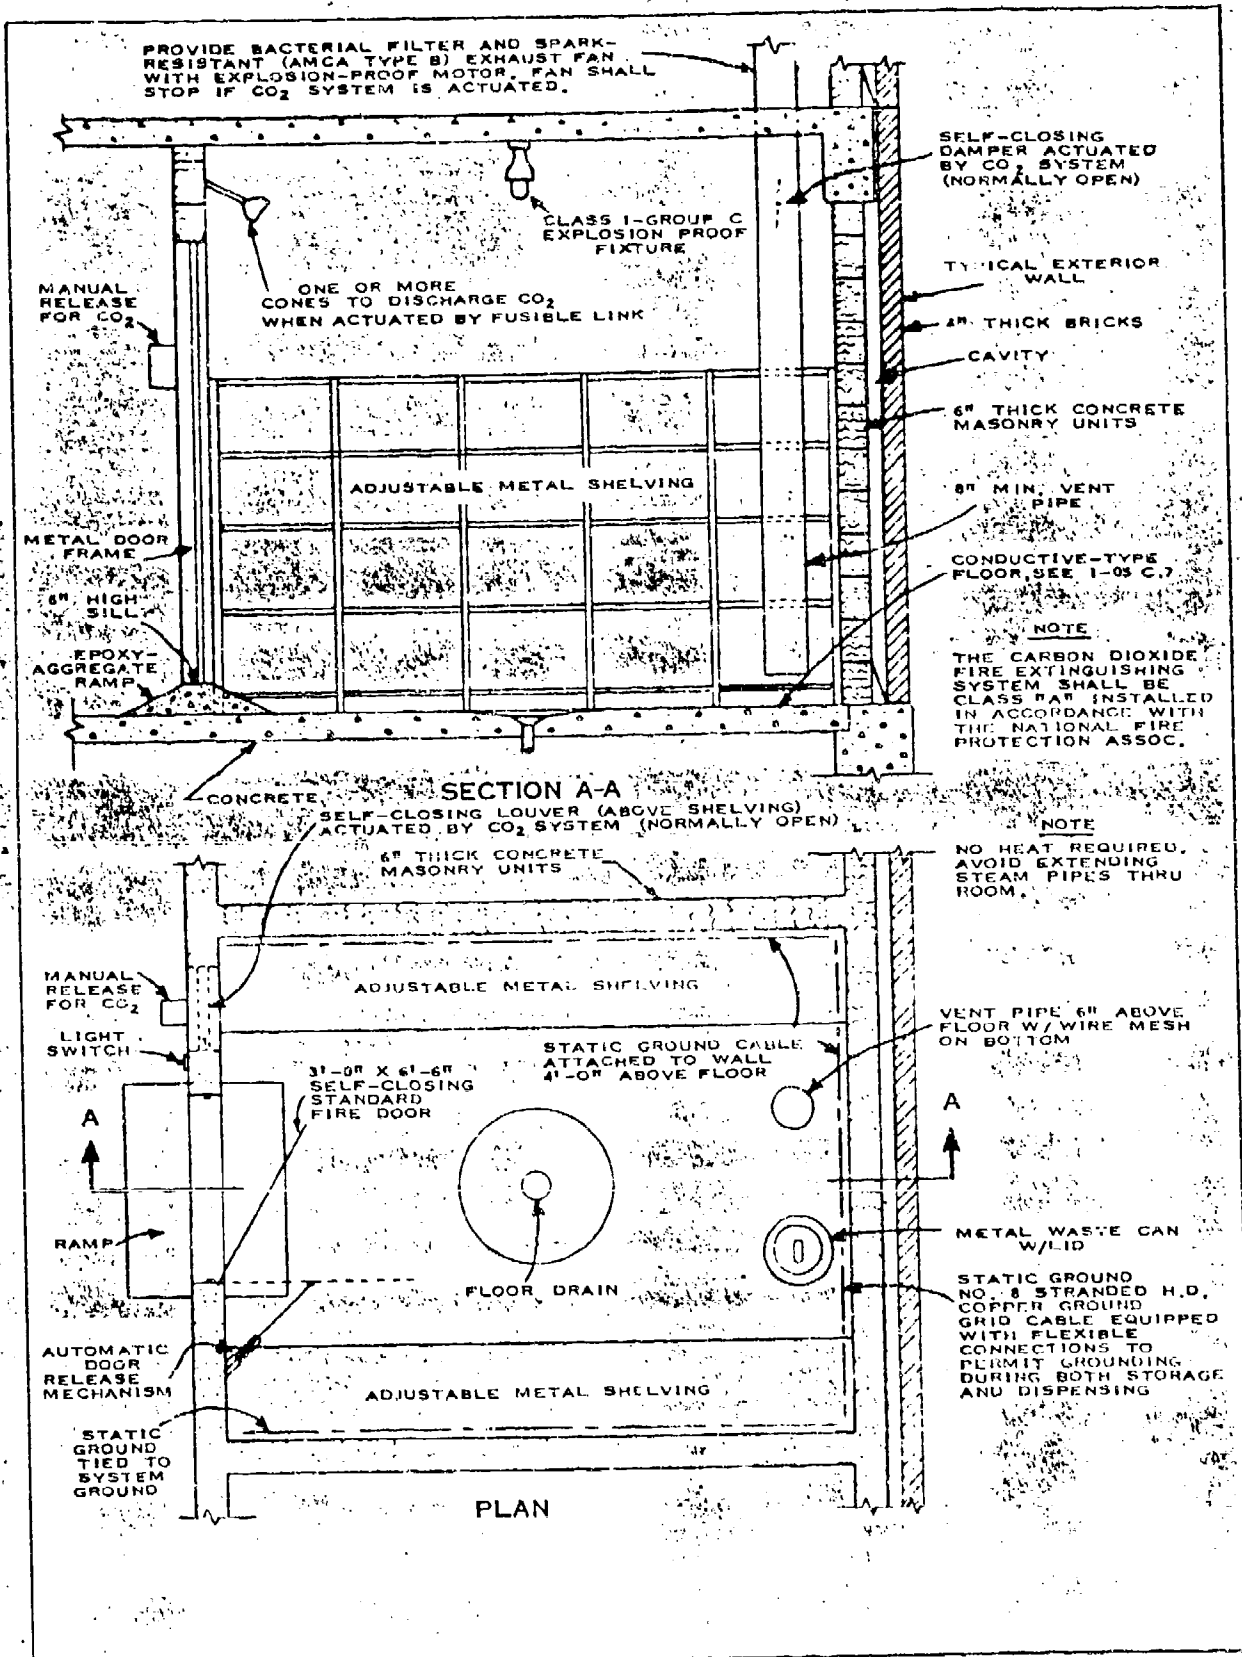 PROVIDE BACTERIAL FILTER AND SPARK-
RESISTANT (AMCA TYPE B) EXHAUST FAN
WITH EXPLOSION-PROOF MOTOR. FAN SHALL
STOP IF CO₂ SYSTEM IS ACTUATED.
SELF-CLOSING
DAMPER ACTUATED
BY CO₂ SYSTEM
(NORMALLY OPEN)
CLASS I-GROUP C
EXPLOSION PROOF
FIXTURE
TYPICAL EXTERIOR
WALL
MANUAL
RELEASE
FOR CO₂
ONE OR MORE
CONES TO DISCHARGE CO₂
WHEN ACTUATED BY FUSIBLE LINK
THICK BRICKS
CAVITY
6" THICK CONCRETE
MASONRY UNITS
ADJUSTABLE METAL SHELVING
8" MIN. VENT
PIPE
METAL DOOR
FRAME
CONDUCTIVE-TYPE
FLOOR, SEE 1-05 C.7
HIGH
SILL
EPOXY-
AGGREGATE
RAMP
NOTE
THE CARBON DIOXIDE
FIRE EXTINGUISHING
SYSTEM SHALL BE
CLASS "A" INSTALLED
IN ACCORDANCE WITH
THE NATIONAL FIRE
PROTECTION ASSOC.
SECTION A-A
CONCRETE
SELF-CLOSING LOUVER (ABOVE SHELVING)
ACTUATED BY CO₂ SYSTEM (NORMALLY OPEN)
NOTE
NO HEAT REQUIRED.
AVOID EXTENDING
STEAM PIPES THRU
ROOM.
6" THICK CONCRETE
MASONRY UNITS
MANUAL
RELEASE
FOR CO₂
ADJUSTABLE METAL SHELVING
LIGHT
SWITCH
VENT PIPE 6" ABOVE
FLOOR W/WIRE MESH
ON BOTTOM
STATIC GROUND CABLE
ATTACHED TO WALL
4'-0" ABOVE FLOOR
3'-0" X 6'-6"
SELF-CLOSING
STANDARD
FIRE DOOR
A
A
RAMP
FLOOR DRAIN
METAL WASTE CAN
W/LID
STATIC GROUND
NO. 8 STRANDED H.D.
COPPER GROUND
GRID CABLE EQUIPPED
WITH FLEXIBLE
CONNECTIONS TO
PERMIT GROUNDING
DURING BOTH STORAGE
AND DISPENSING
AUTOMATIC
DOOR
RELEASE
MECHANISM
ADJUSTABLE METAL SHELVING
STATIC
GROUND
TIED TO
SYSTEM
GROUND
PLAN